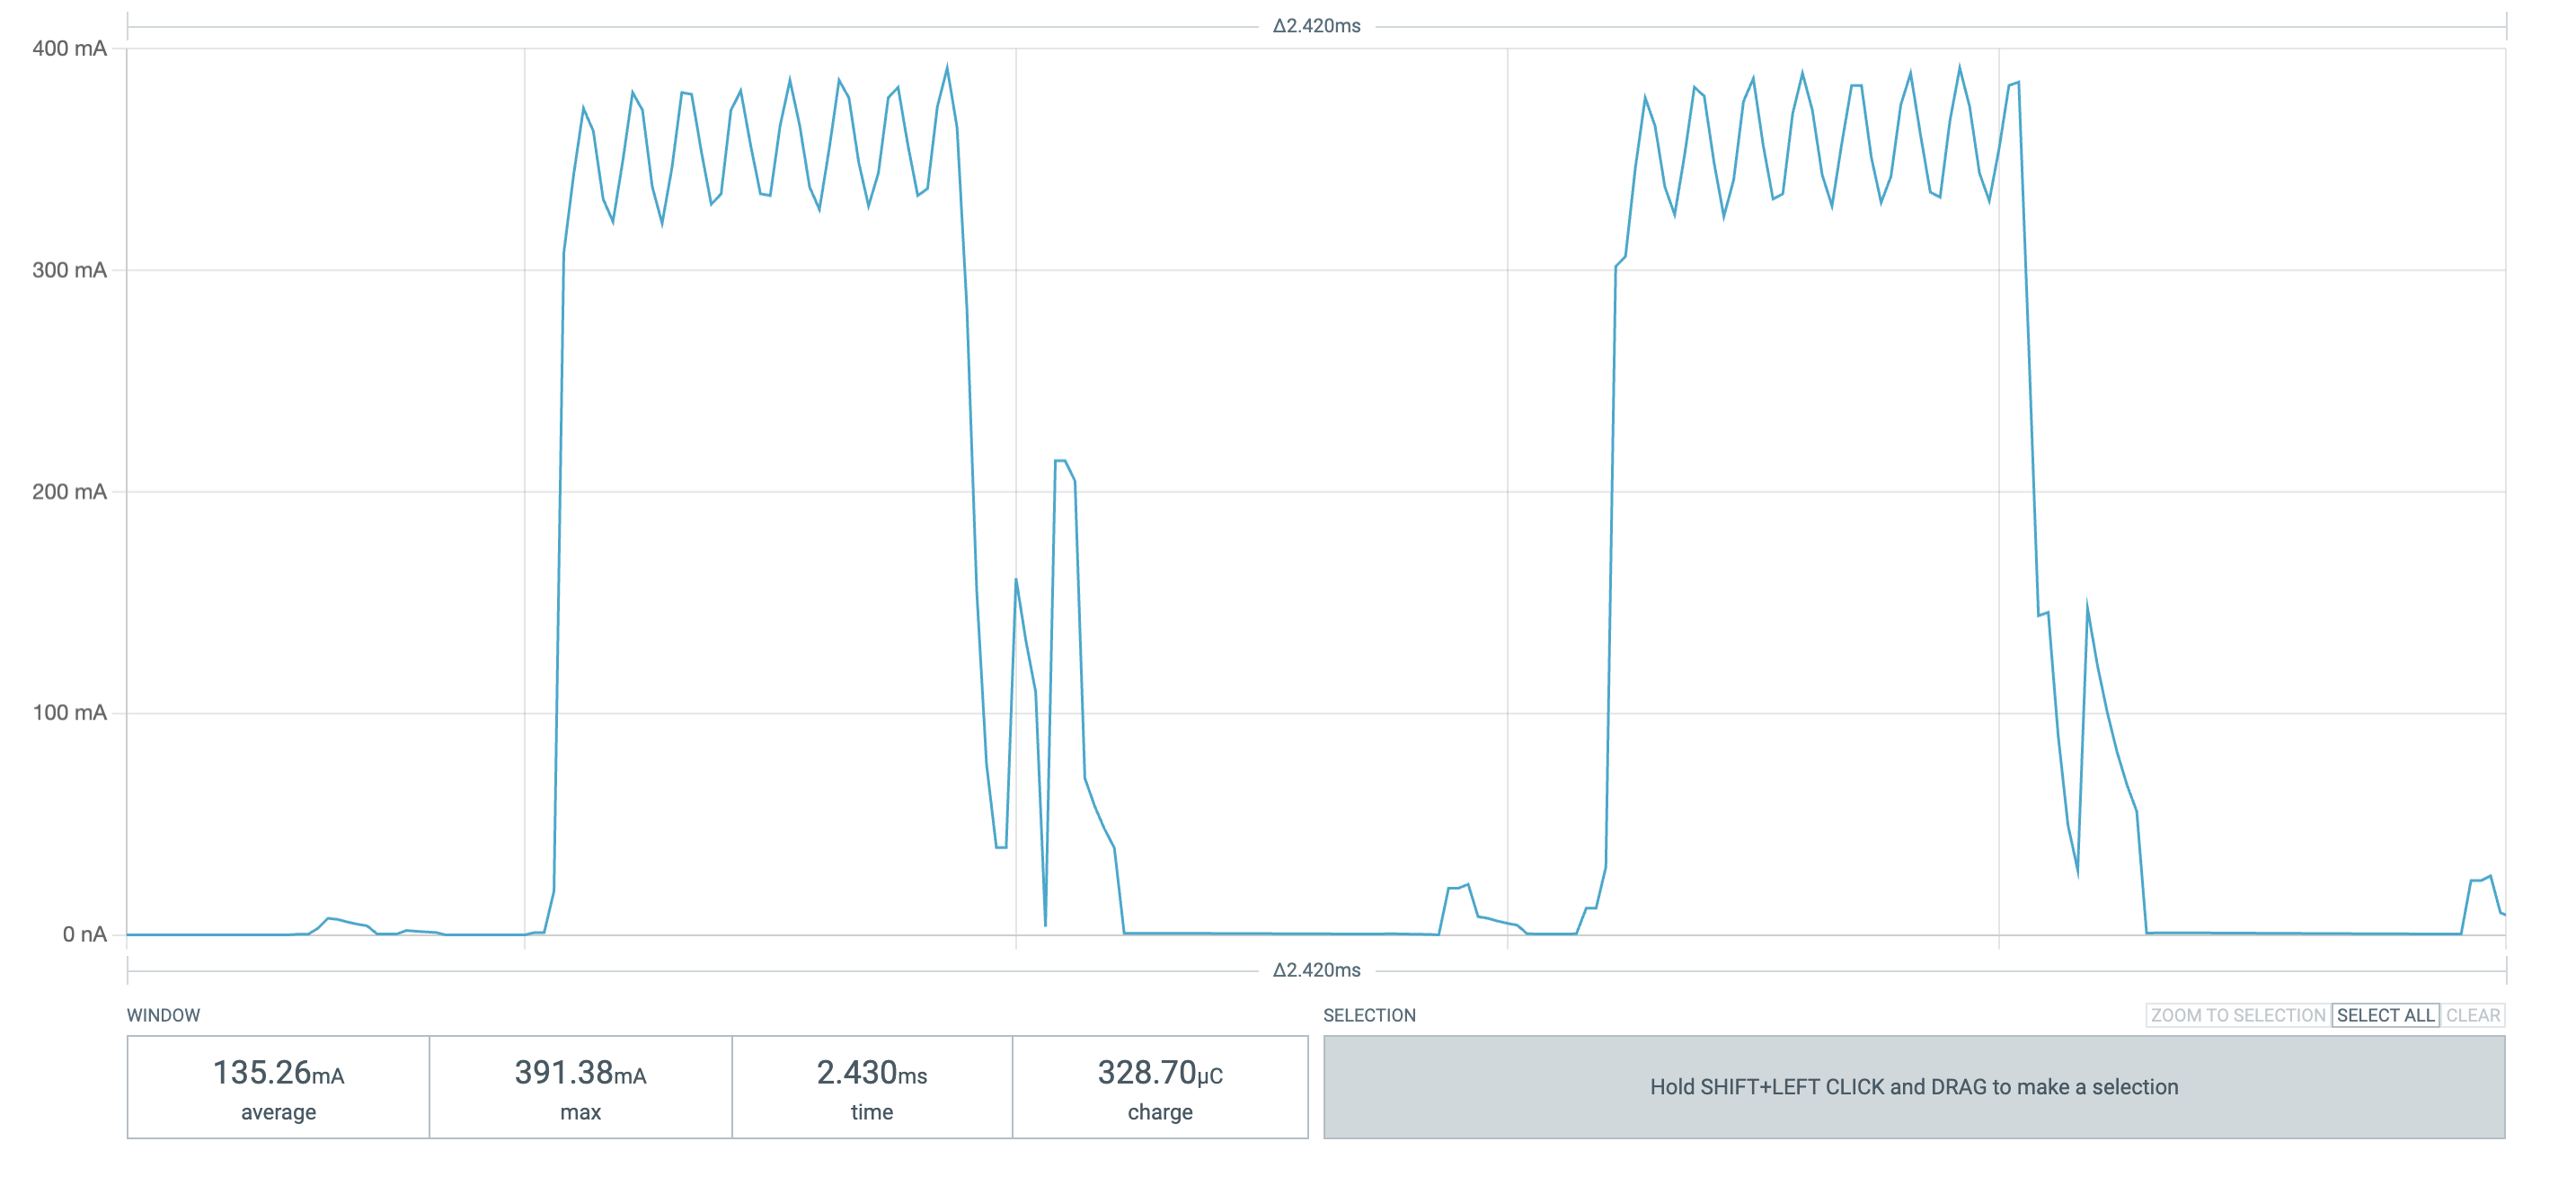 Δ2.420ms
400 mA
300 mA
200 mA
100 mA
0 nA
Δ2.420ms
WINDOW
135.26mA
average
391.38mA
max
2.430ms
time
328.70μC
charge
SELECTION
ZOOM TO SELECTION
SELECT ALL
CLEAR
Hold SHIFT+LEFT CLICK and DRAG to make a selection